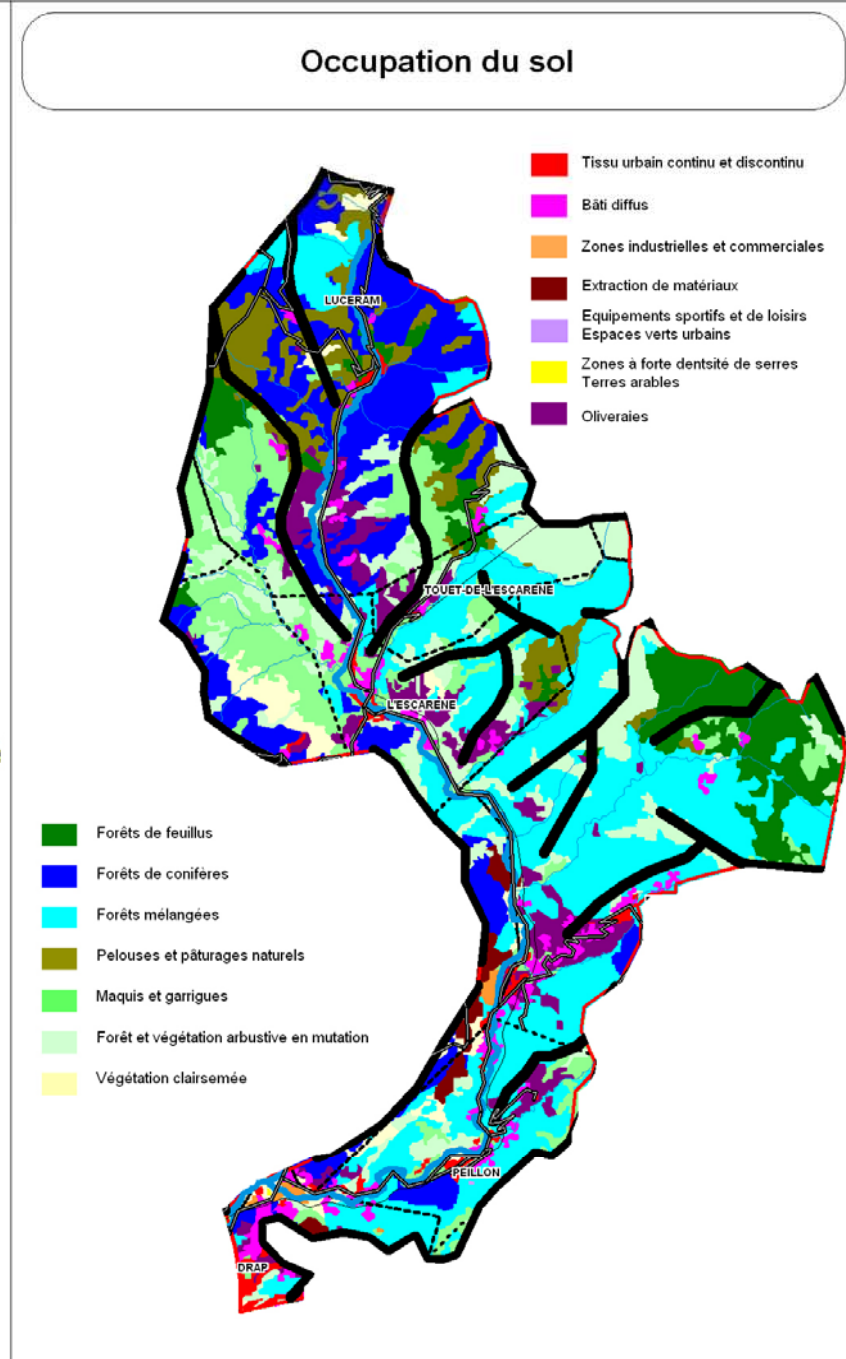 Occupation du sol
Tissu urbain continu et discontinu
Bâti diffus
Zones industrielles et commerciales
Extraction de matériaux
Equipements sportifs et de loisirs
Espaces verts urbains
Zones à forte dentsité de serres
Terres arables
Oliveraies
LUCERAM
TOUET-DE-L'ESCARENE
L'ESCARENE
Forêts de feuillus
Forêts de conifères
Forêts mélangées
Pelouses et pâturages naturels
Maquis et garrigues
Forêt et végétation arbustive en mutation
Végétation clairsemée
PEILLON
DRAP